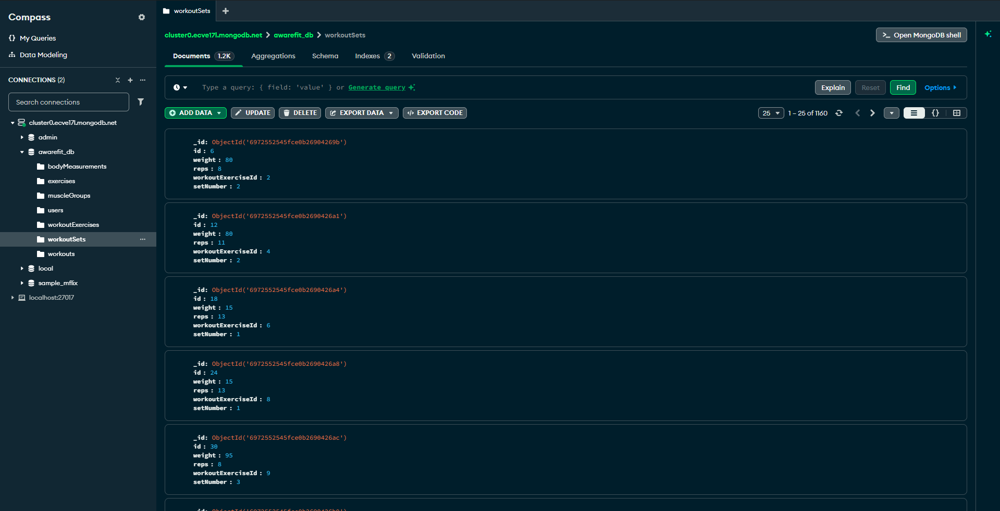 Compass
My Queries
Data Modeling
CONNECTIONS (2)
Search connections
cluster0.ecve17l.mongodb.net
admin
awarefit_db
bodyMeasurements
exercises
muscleGroups
users
workoutExercises
workoutSets
workouts
local
sample_mflix
localhost:27017
workoutSets
cluster0.ecve17l.mongodb.net > awarefit_db > workoutSets
>_ Open MongoDB shell
Documents 1.2K Aggregations Schema Indexes 2 Validation
Type a query: { field: 'value' } or Generate query
Explain Reset Find Options
ADD DATA UPDATE DELETE EXPORT DATA EXPORT CODE
25 1 – 25 of 1160
_id: ObjectId('6972552545fce0b26904269b')
id : 6
weight : 80
reps : 8
workoutExerciseId : 2
setNumber : 2
_id: ObjectId('6972552545fce0b2690426a1')
id : 12
weight : 80
reps : 11
workoutExerciseId : 4
setNumber : 2
_id: ObjectId('6972552545fce0b2690426a4')
id : 18
weight : 15
reps : 13
workoutExerciseId : 6
setNumber : 1
_id: ObjectId('6972552545fce0b2690426a8')
id : 24
weight : 15
reps : 13
workoutExerciseId : 8
setNumber : 1
_id: ObjectId('6972552545fce0b2690426ac')
id : 30
weight : 95
reps : 8
workoutExerciseId : 9
setNumber : 3